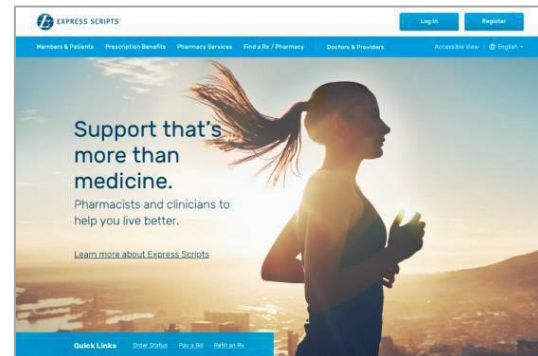 EXPRESS SCRIPTS®
Log In Register
Members & Patients Prescription Benefits Pharmacy Services Find a Rx / Pharmacy Doctors & Providers Accessible View English
Support that's
more than
medicine.
Pharmacists and clinicians to
help you live better.
Learn more about Express Scripts
Quick Links Order Status Pay a Bill Refill an Rx